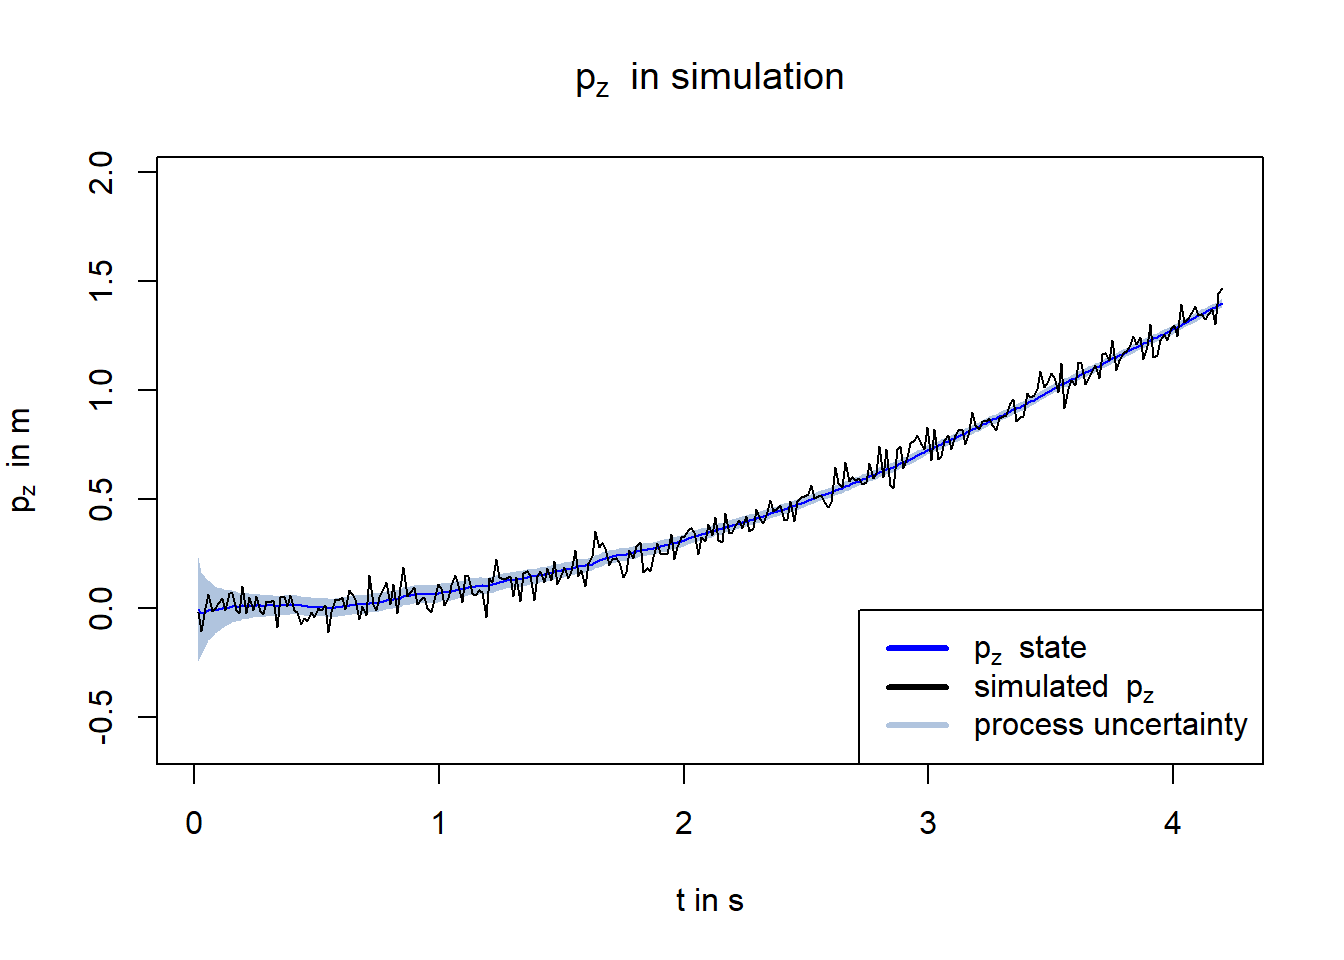 p_z in simulation
2.0
1.5
1.0
0.5
0.0
-0.5
p_z in m
0 1 2 3 4
t in s
p_z state
simulated p_z
process uncertainty